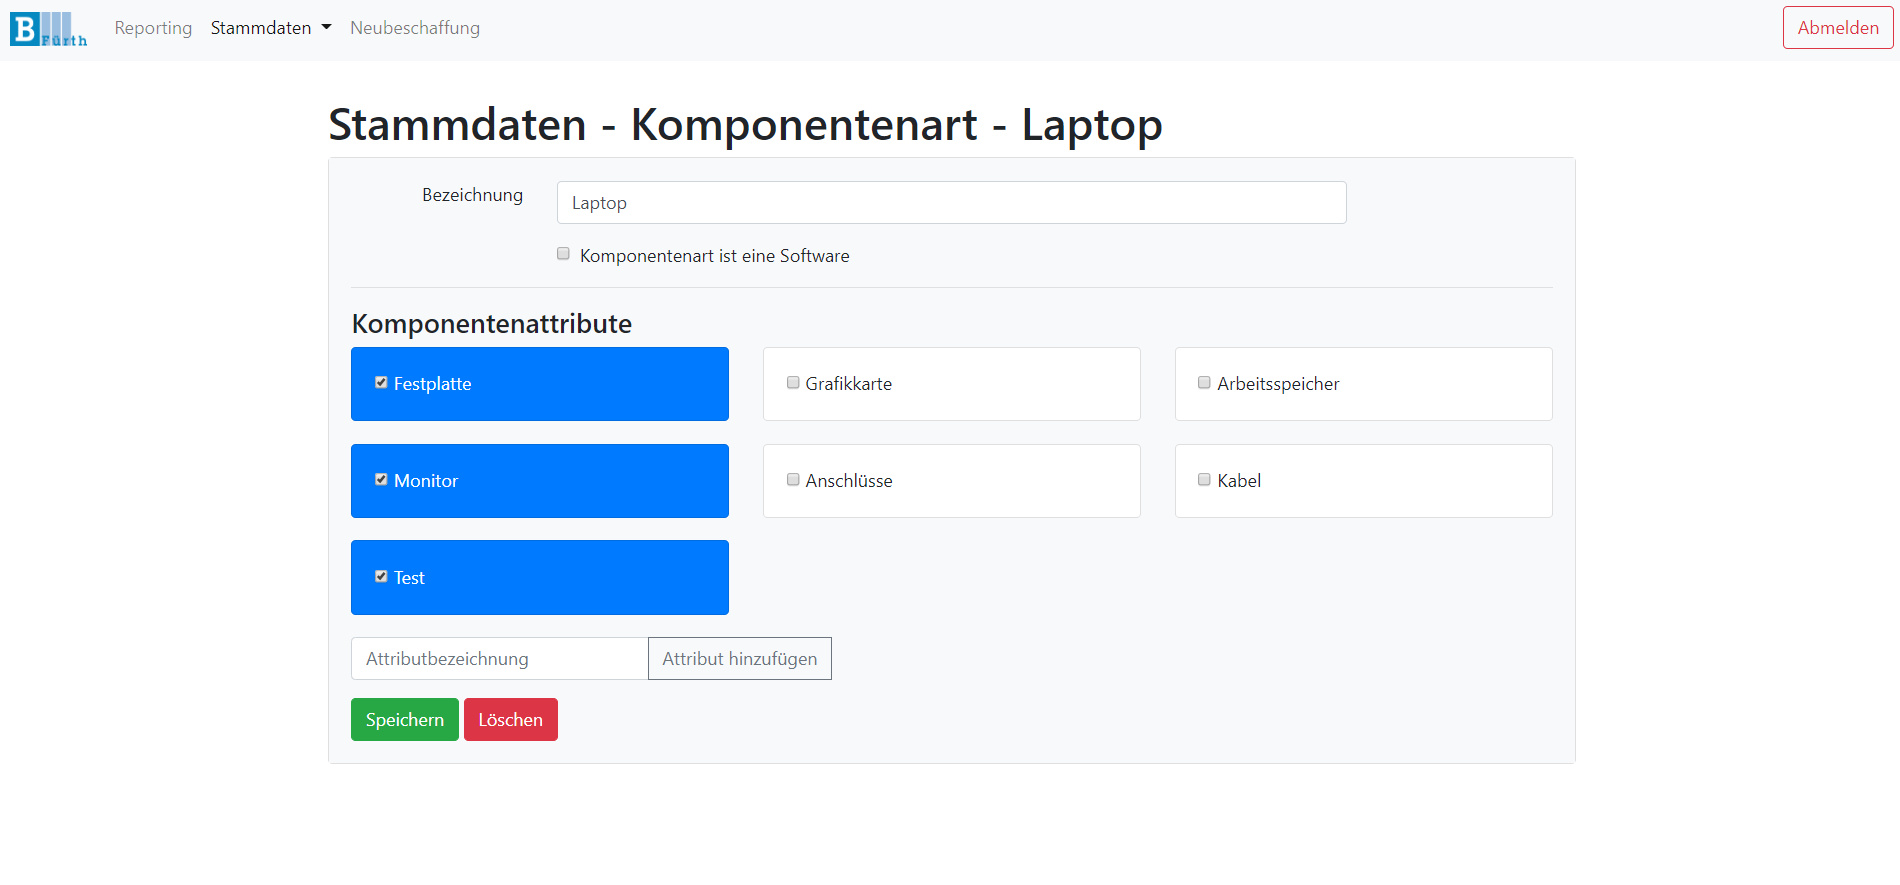 B Fürth Reporting Stammdaten Neubeschaffung Abmelden
Stammdaten - Komponentenart - Laptop
Bezeichnung Laptop
Komponentenart ist eine Software
Komponentenattribute
Festplatte Grafikkarte Arbeitsspeicher
Monitor Anschlüsse Kabel
Test
Attributbezeichnung Attribut hinzufügen
Speichern Löschen